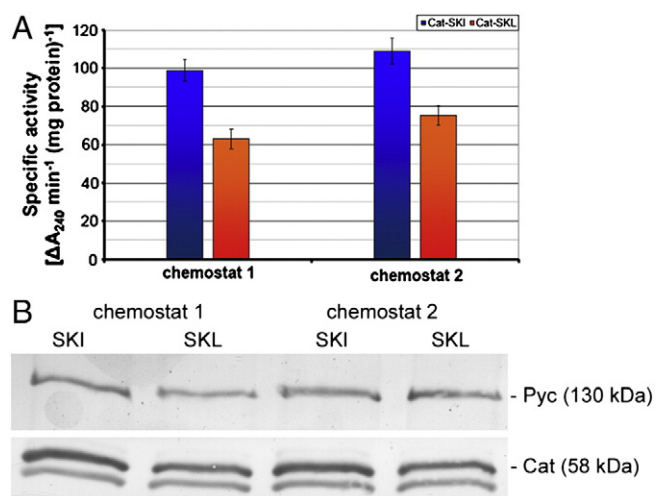 A
Cat-SKI Cat-SKL
Specific activity
[ΔA240 min-1 (mg protein)-1]
120
100
80
60
40
20
0
chemostat 1 chemostat 2
B
chemostat 1 chemostat 2
SKI SKL SKI SKL
- Pyc (130 kDa)
- Cat (58 kDa)